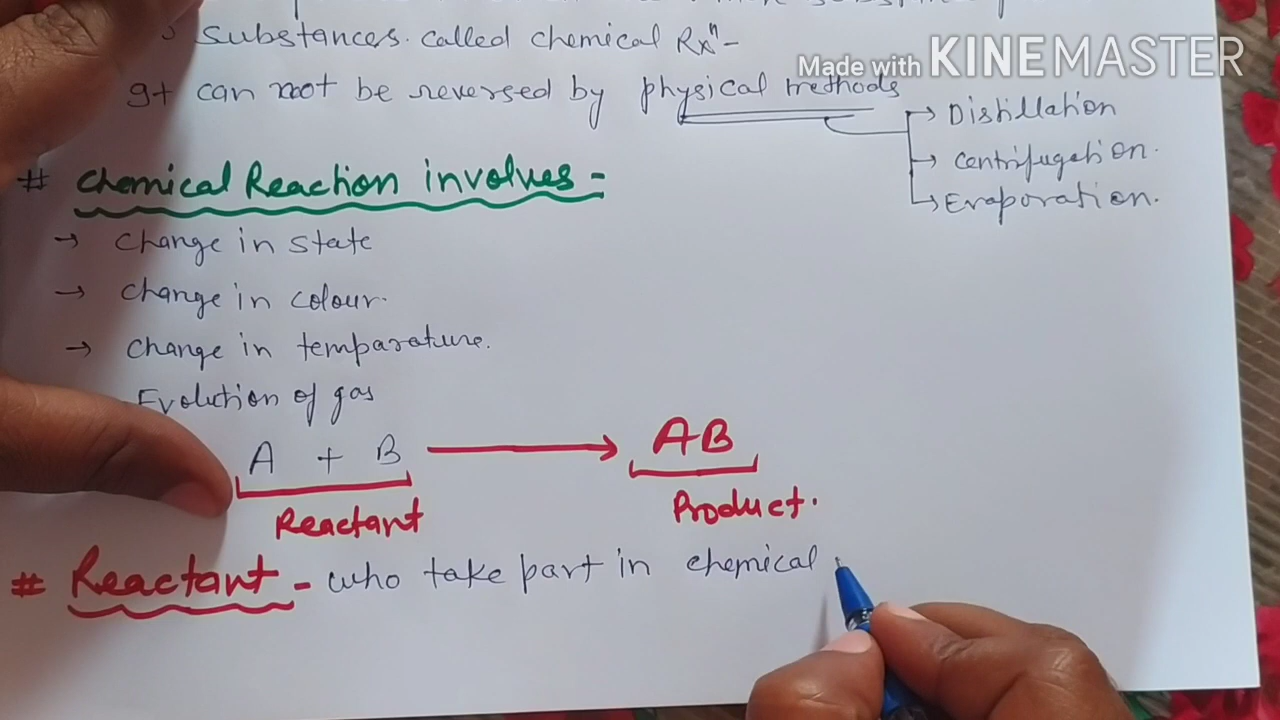 substances. called chemical Rxⁿ-
Made with KINEMASTER
It can not be reversed by physical methods
→ Distillation
→ Centrifugation.
→ Evaporation.
# Chemical Reaction involves -
→ Change in state
→ Change in colour.
→ Change in temparature.
Evolution of gas
A + B → AB
Reactant Product.
# Reactant - who take part in chemical